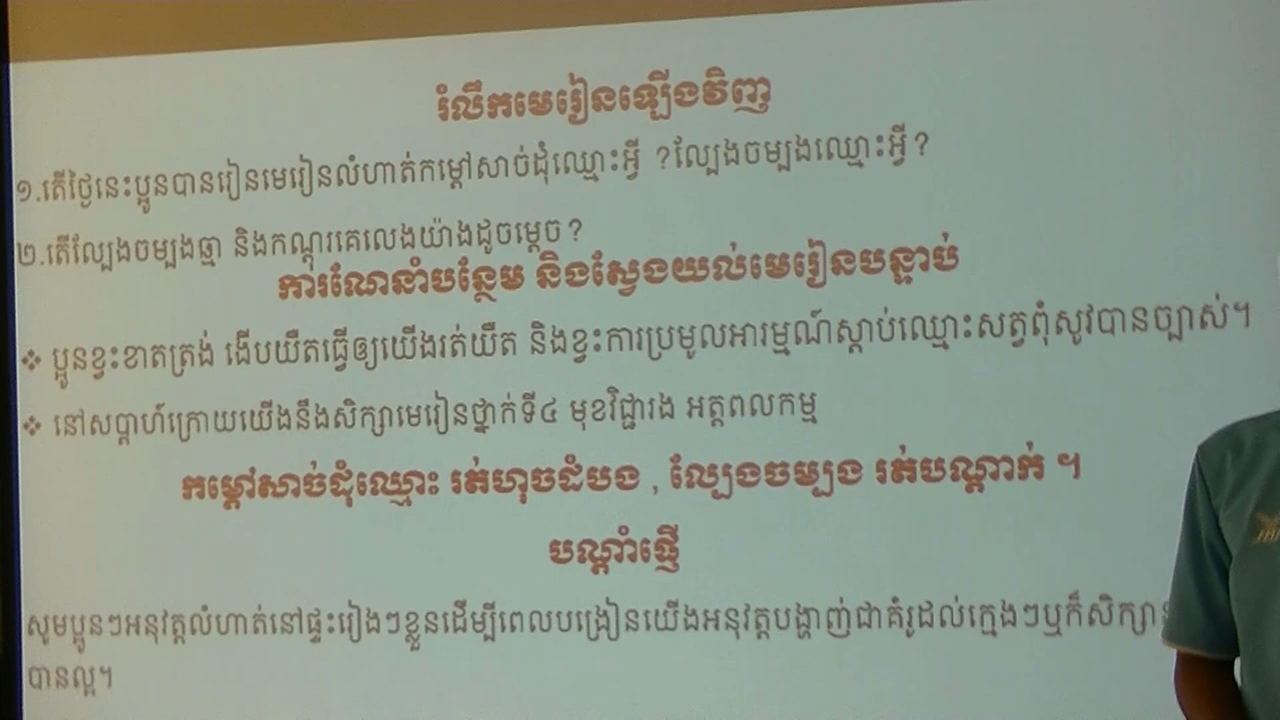 រំលឹកមេរៀនឡើងវិញ
១.តើថ្ងៃនេះប្អូនបានរៀនមេរៀនលំហាត់កម្តៅសាច់ដុំឈ្មោះអ្វី ?ល្បែងចម្បងឈ្មោះអ្វី?
២.តើល្បែងចម្បងឆ្មា និងកណ្តុរគេលេងយ៉ាងដូចម្តេច?
ការណែនាំបន្ថែម និងស្វែងយល់មេរៀនបន្ទាប់
❖ ប្អូនខ្វះខាតត្រង់ ងើបយឺតធ្វើឲ្យយើងរត់យឺត និងខ្វះការប្រមូលអារម្មណ៍ស្តាប់ឈ្មោះសត្វពុំសូវបានច្បាស់។
❖ នៅសប្តាហ៍ក្រោយយើងនឹងសិក្សាមេរៀនថ្នាក់ទី៤ មុខវិជ្ជារង អត្តពលកម្ម
កម្តៅសាច់ដុំឈ្មោះ រត់ហុចដំបង , ល្បែងចម្បង រត់បណ្តាក់ ។
បណ្តាំផ្ញើ
សូមប្អូនៗអនុវត្តលំហាត់នៅផ្ទះរៀងៗខ្លួនដើម្បីពេលបង្រៀនយើងអនុវត្តបង្ហាញជាគំរូដល់ក្មេងៗឬក៏សិក្សា
បានល្អ។